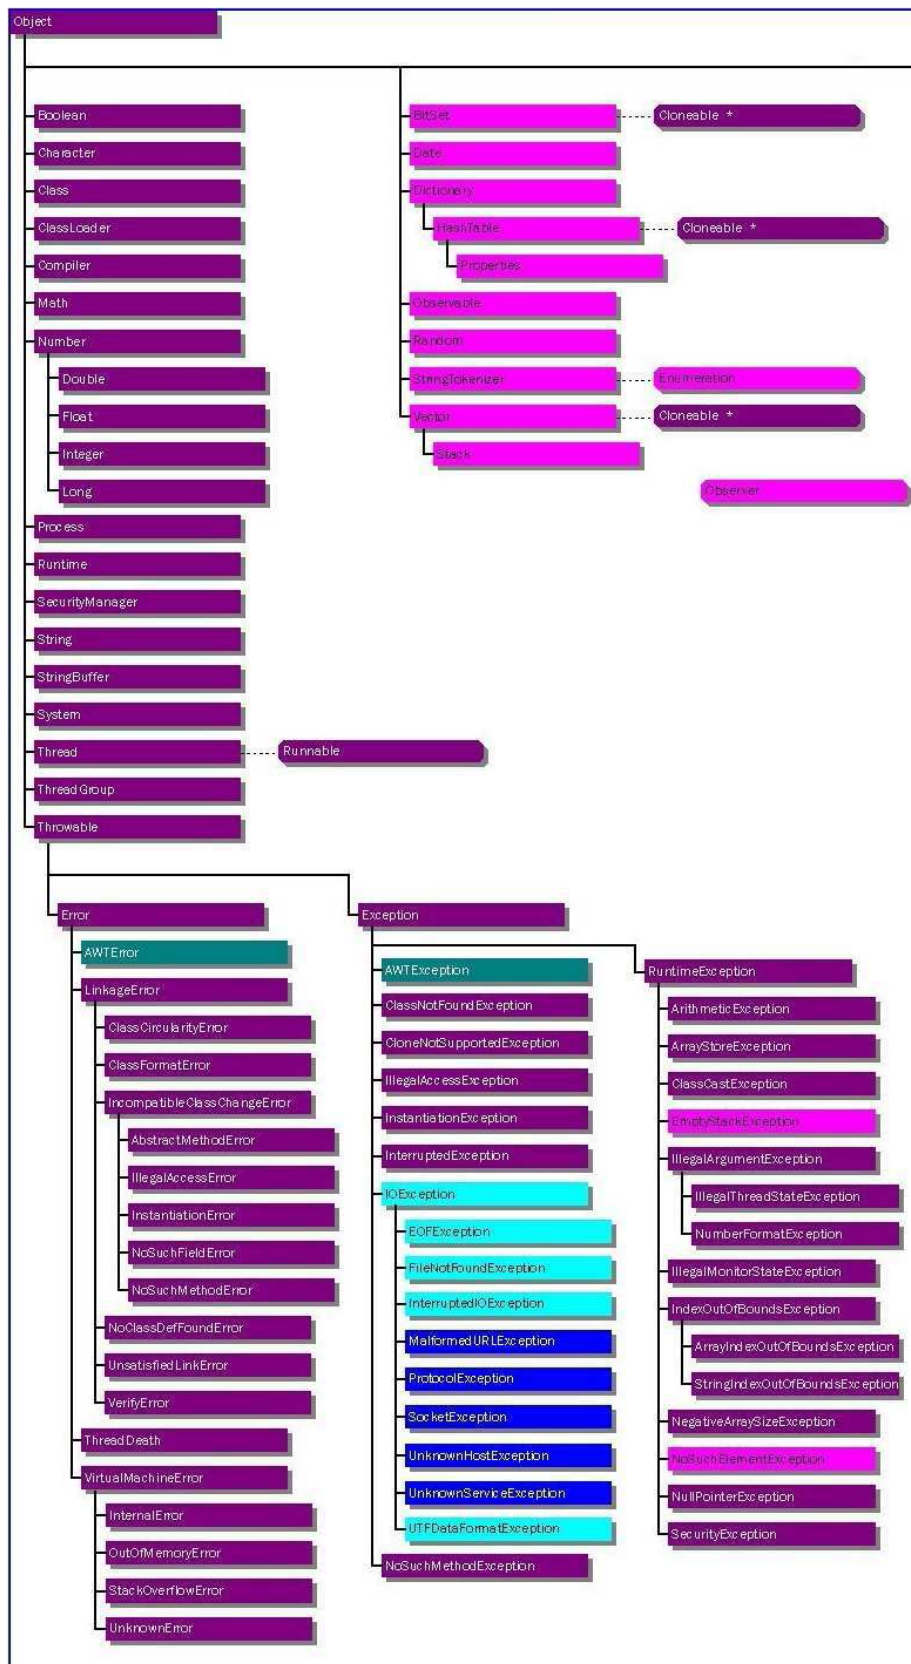 Object
Boolean
Character
Class
ClassLoader
Compiler
Math
Number
Double
Float
Integer
Long
Process
Runtime
SecurityManager
String
StringBuffer
System
Thread
Runnable
ThreadGroup
Throwable
BitSet
Cloneable *
Date
Dictionary
HashTable
Cloneable *
Properties
Observable
Random
StringTokenizer
Enumeration
Vector
Cloneable *
Stack
Observer
Error
AWTError
LinkageError
ClassCircularityError
ClassFormatError
IncompatibleClassChangeError
AbstractMethodError
IllegalAccessError
InstantiationError
NoSuchFieldError
NoSuchMethodError
NoClassDefFoundError
UnsatisfiedLinkError
VerifyError
ThreadDeath
VirtualMachineError
InternalError
OutOfMemoryError
StackOverflowError
UnknownError
Exception
AWTException
ClassNotFoundException
CloneNotSupportedException
IllegalAccessException
InstantiationException
InterruptedException
IOException
EOFException
FileNotFoundException
InterruptedIOException
MalformedURLException
ProtocolException
SocketException
UnknownHostException
UnknownServiceException
UTFDataFormatException
NoSuchMethodException
RuntimeException
ArithmeticException
ArrayStoreException
ClassCastException
EmptyStackException
IllegalArgumentException
IllegalThreadStateException
NumberFormatException
IllegalMonitorStateException
IndexOutOfBoundsException
ArrayIndexOutOfBoundsException
StringIndexOutOfBoundsException
NegativeArraySizeException
NoSuchElementException
NullPointerException
SecurityException